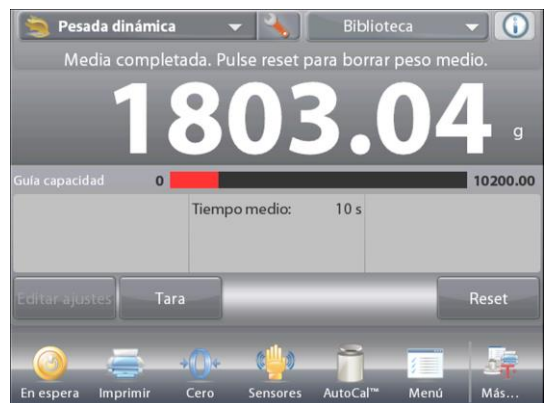 Pesada dinámica
Biblioteca
Media completada. Pulse reset para borrar peso medio.
1803.04 g
Guía capacidad 0 10200.00
Tiempo medio: 10 s
Editar ajustes Tara Reset
En espera Imprimir Cero Sensores AutoCal™ Menú Más...